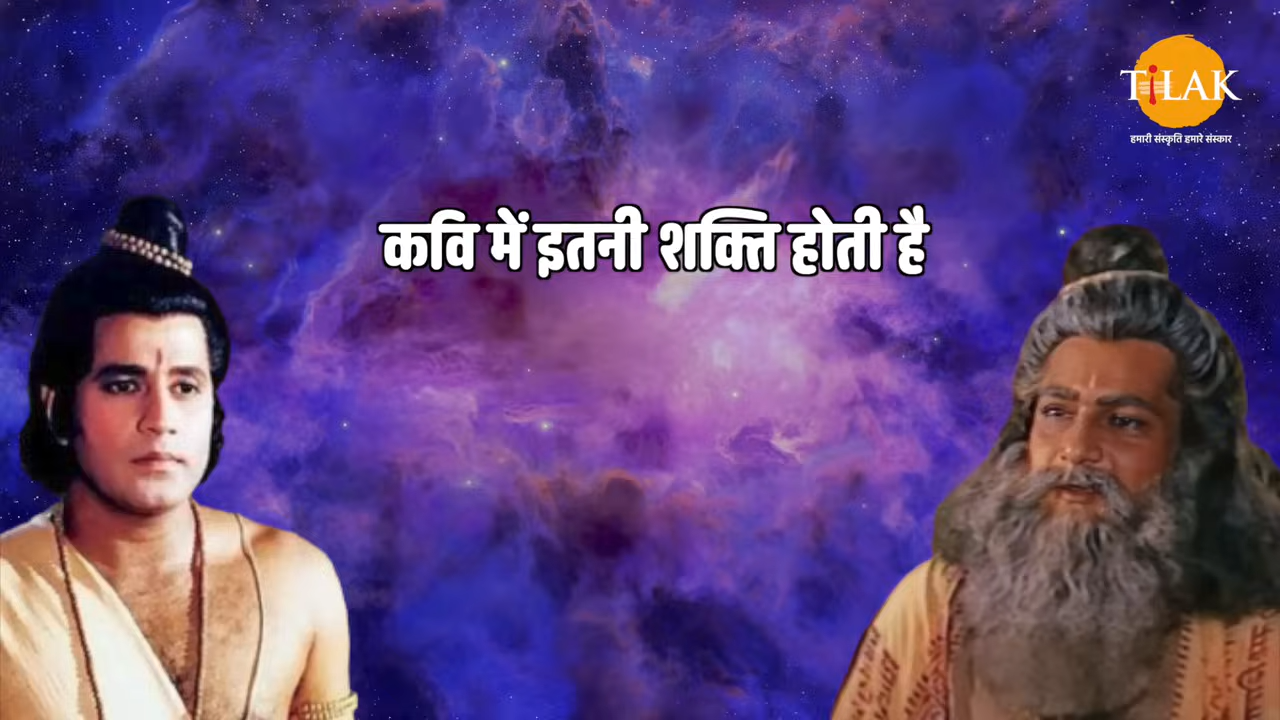 TiLAK
हमारी संस्कृति हमारे संस्कार
कवि में इतनी शक्ति होती है